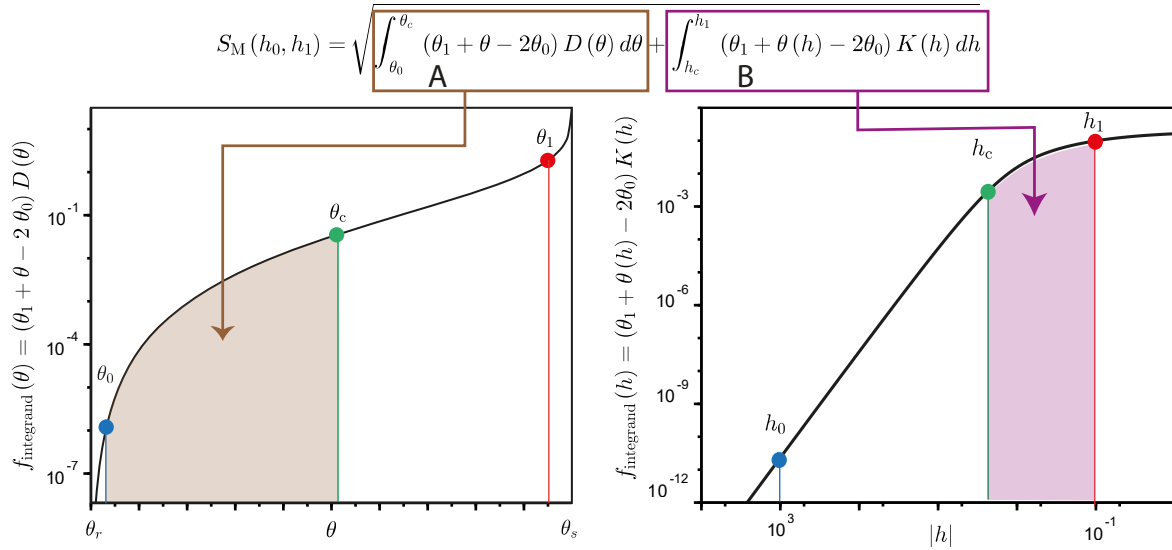 S_M (h_0, h_1) = √( ∫_{θ_0}^{θ_c} (θ_1 + θ − 2θ_0) D (θ) dθ + ∫_{h_c}^{h_1} (θ_1 + θ (h) − 2θ_0) K (h) dh )
A
B
f_integrand (θ) = (θ_1 + θ − 2 θ_0) D (θ)
10^-1
10^-4
10^-7
θ_0
θ_c
θ_1
θ_r
θ
θ_s
f_integrand (h) = (θ_1 + θ (h) − 2θ_0) K (h)
10^-3
10^-6
10^-9
10^-12
h_0
h_c
h_1
10^3
|h|
10^-1